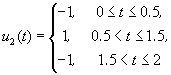 u₂(t) = { −1, 0 ≤ t ≤ 0.5,
1, 0.5 < t ≤ 1.5,
−1, 1.5 < t ≤ 2